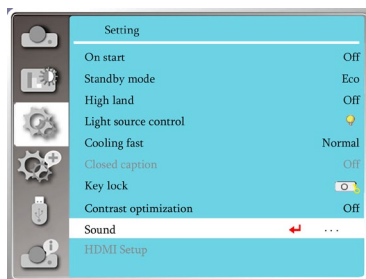 Setting
On start Off
Standby mode Eco
High land Off
Light source control
Cooling fast Normal
Closed caption Off
Key lock
Contrast optimization Off
Sound ...
HDMI Setup